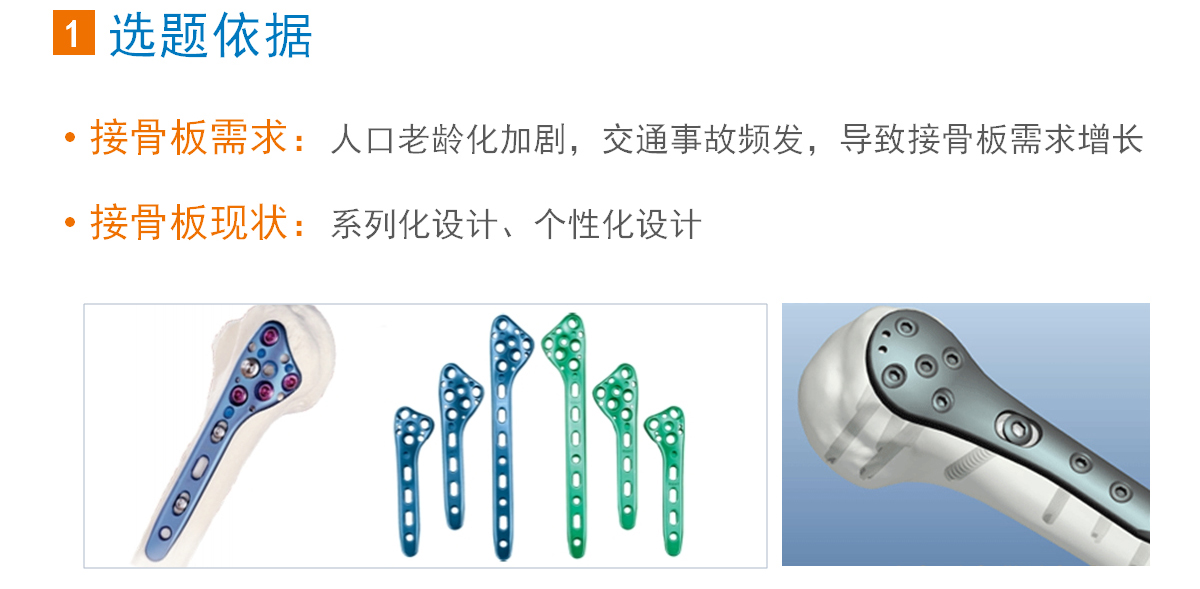 1 选题依据
• 接骨板需求：人口老龄化加剧，交通事故频发，导致接骨板需求增长
• 接骨板现状：系列化设计、个性化设计